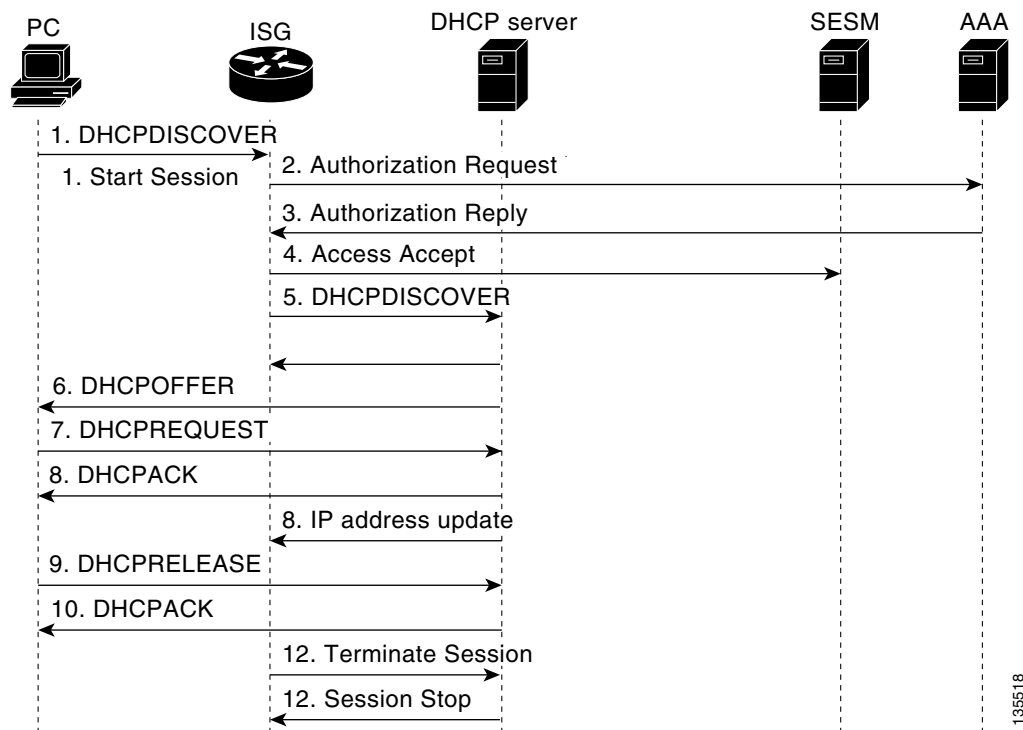 PC
ISG
DHCP server
SESM
AAA
1. DHCPDISCOVER
1. Start Session
2. Authorization Request
3. Authorization Reply
4. Access Accept
5. DHCPDISCOVER
6. DHCPOFFER
7. DHCPREQUEST
8. DHCPACK
8. IP address update
9. DHCPRELEASE
10. DHCPACK
12. Terminate Session
12. Session Stop
135518